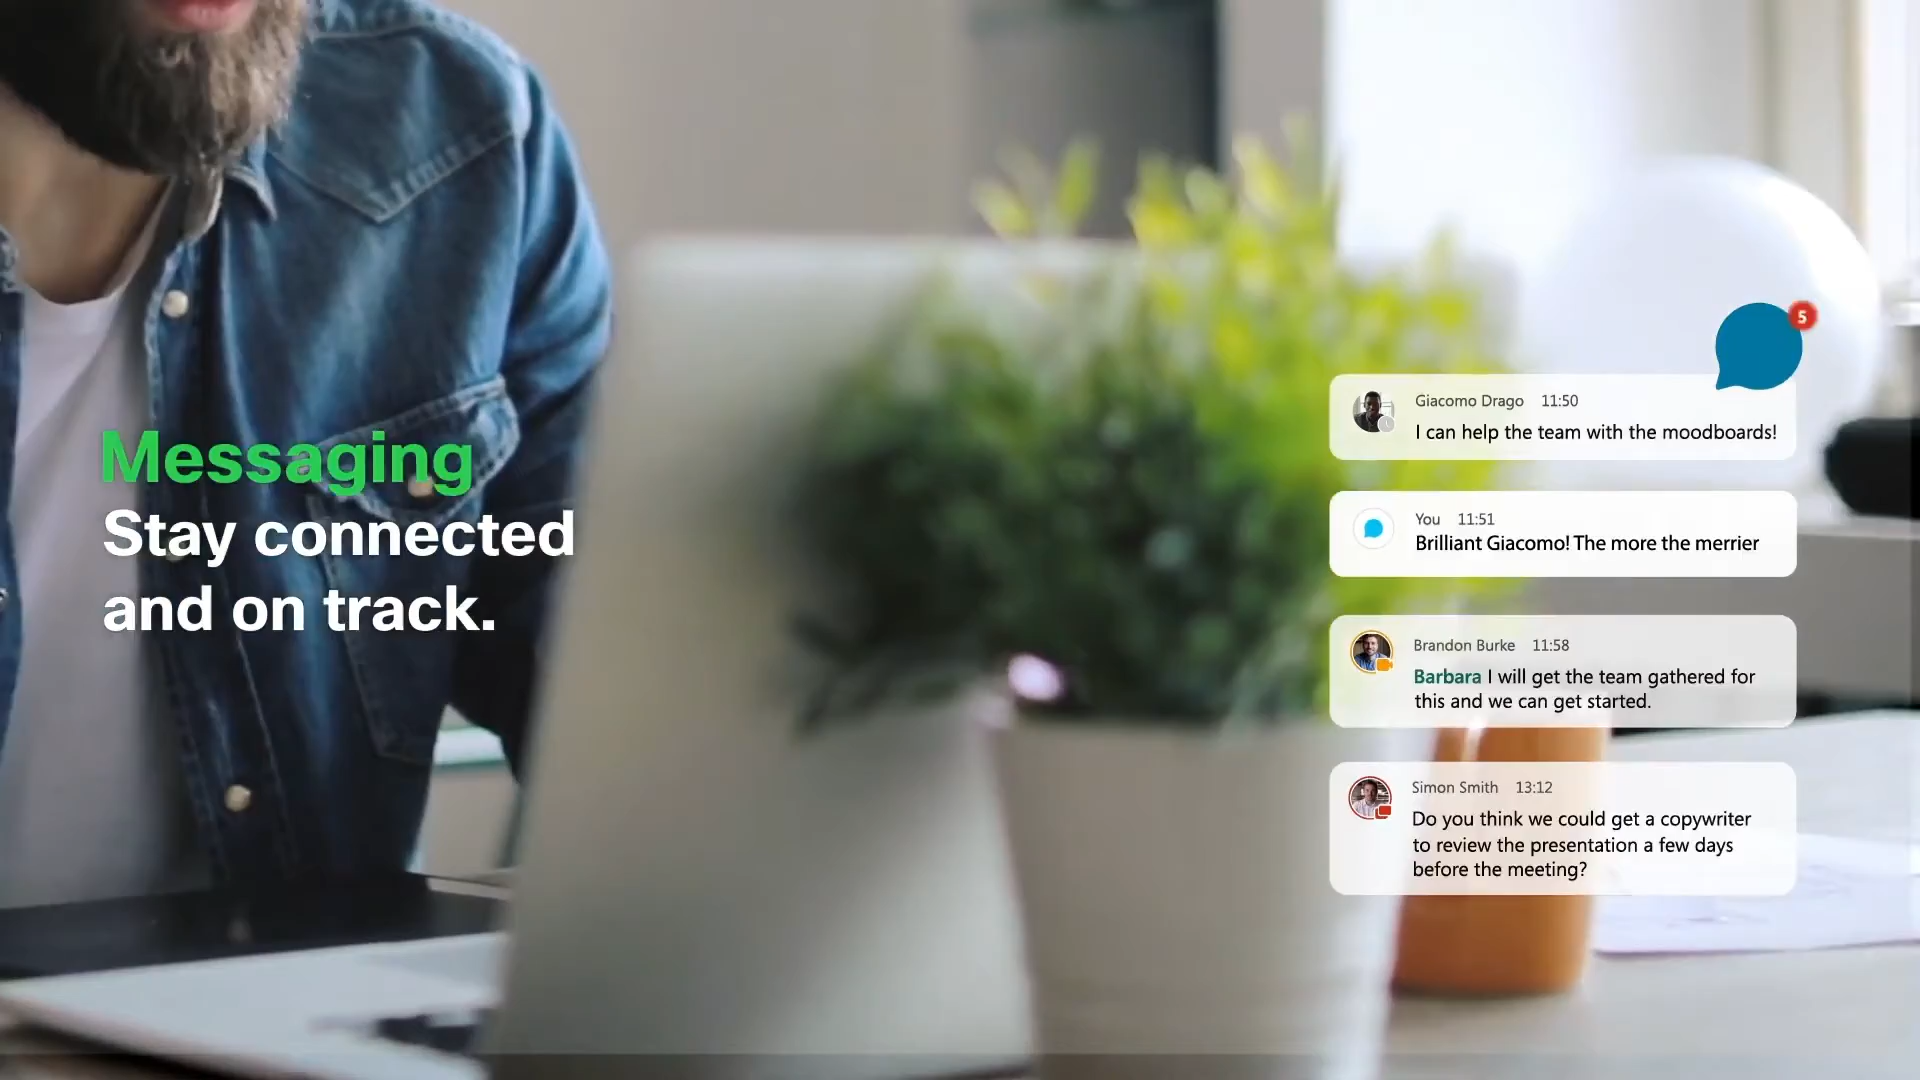 Messaging
Stay connected
and on track.
5
Giacomo Drago 11:50
I can help the team with the moodboards!
You 11:51
Brilliant Giacomo! The more the merrier
Brandon Burke 11:58
Barbara I will get the team gathered for
this and we can get started.
Simon Smith 13:12
Do you think we could get a copywriter
to review the presentation a few days
before the meeting?